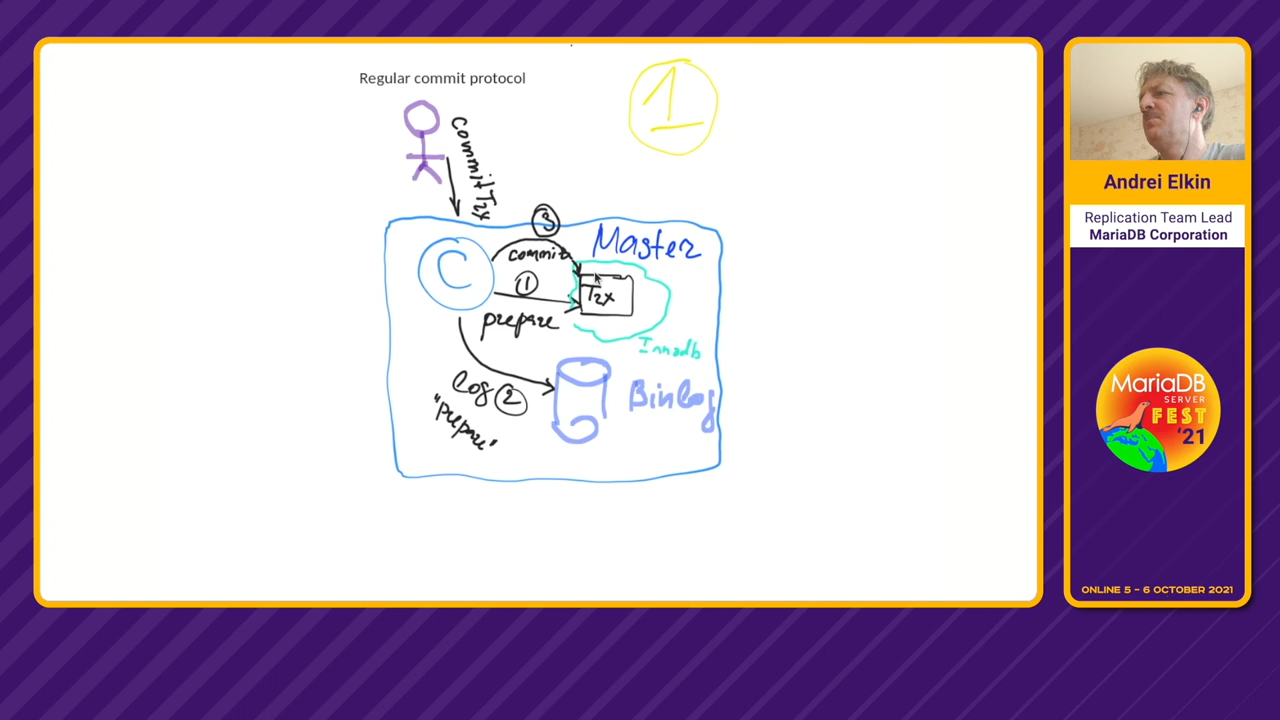 Regular commit protocol
1
commit Trx
3
Master
C
commit
1
Trx
prepare
Innodb
log 2
"prepare"
BinLog
Andrei Elkin
Replication Team Lead
MariaDB Corporation
MariaDB
SERVER
FEST
'21
ONLINE 5 – 6 OCTOBER 2021